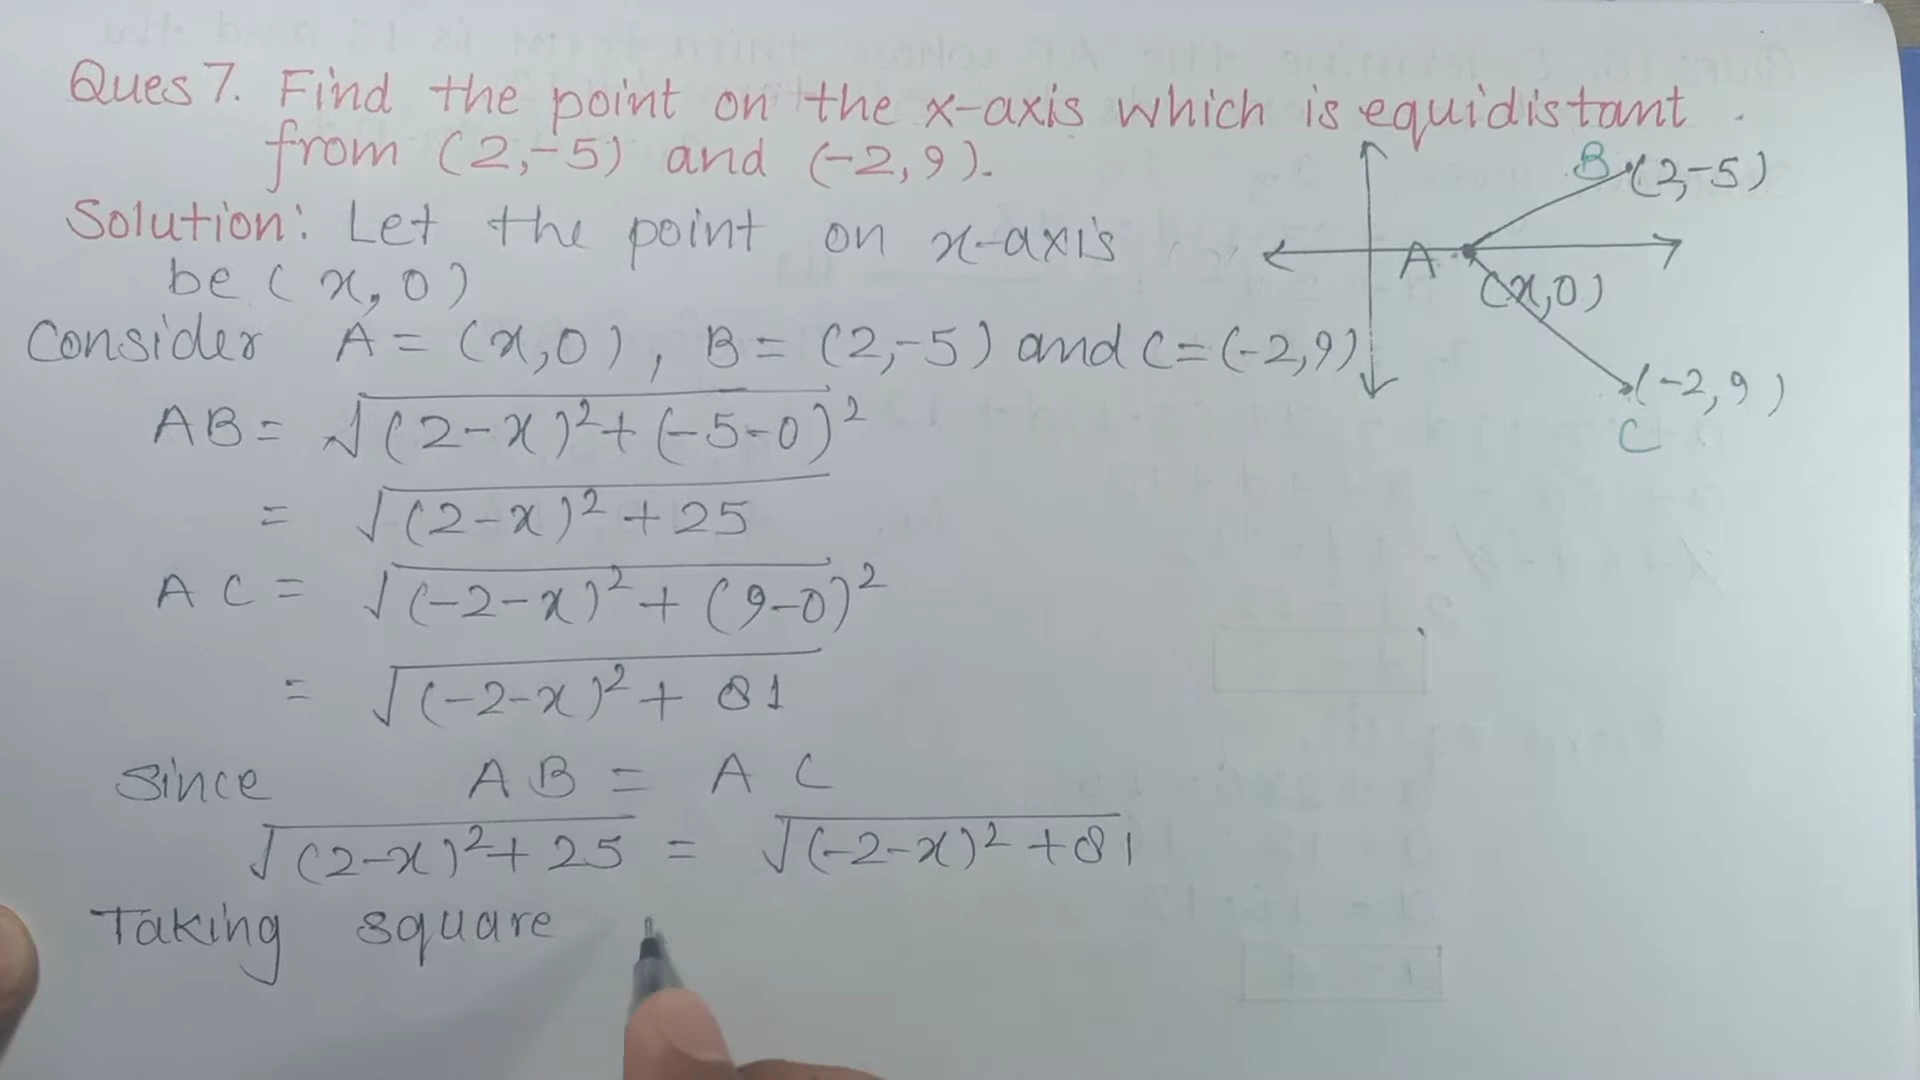 Ques 7. Find the point on the x-axis which is equidistant
from (2,-5) and (-2,9).
Solution: Let the point on x-axis
be (x,0)
Consider A = (x,0), B = (2,-5) and C = (-2,9)
AB = √(2-x)²+(-5-0)²
= √(2-x)²+25
AC = √(-2-x)²+(9-0)²
= √(-2-x)²+81
Since AB = AC
√(2-x)²+25 = √(-2-x)²+81
Taking square
B (2,-5)
A
(x,0)
(-2,9)
C